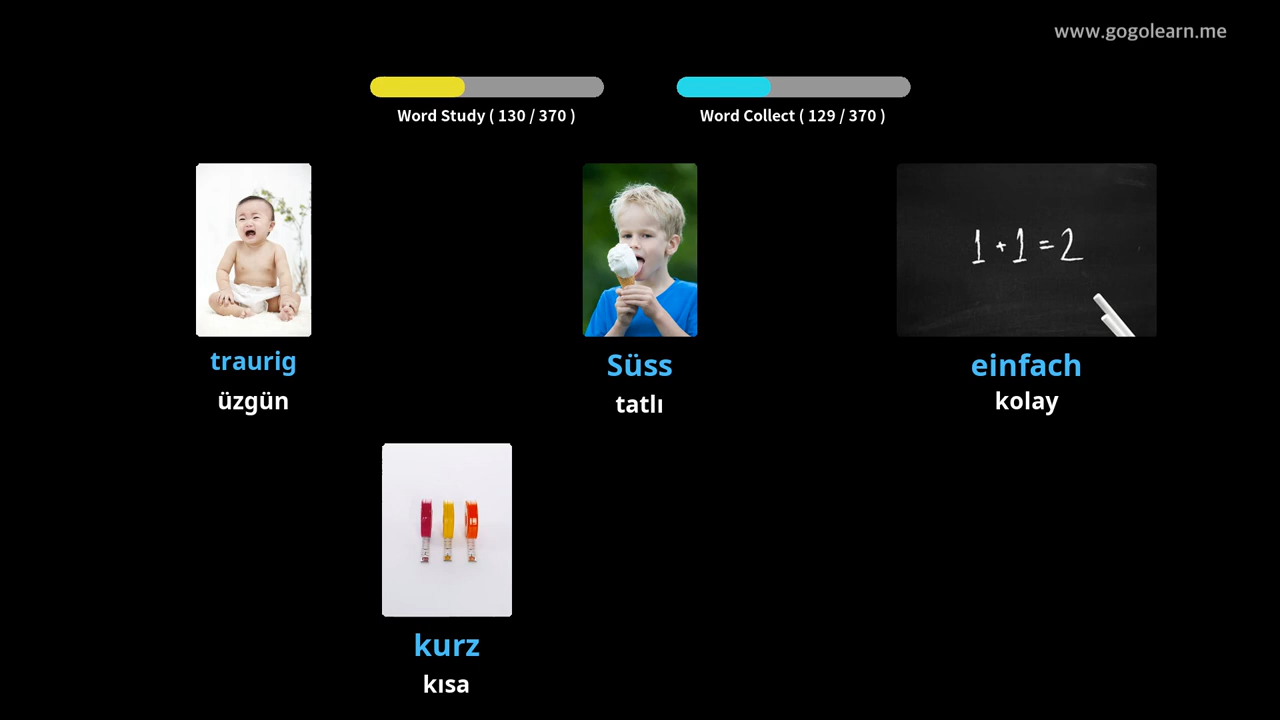 www.gogolearn.me
Word Study ( 130 / 370 )
Word Collect ( 129 / 370 )
1 + 1 = 2
traurig
üzgün
Süss
tatlı
einfach
kolay
kurz
kısa